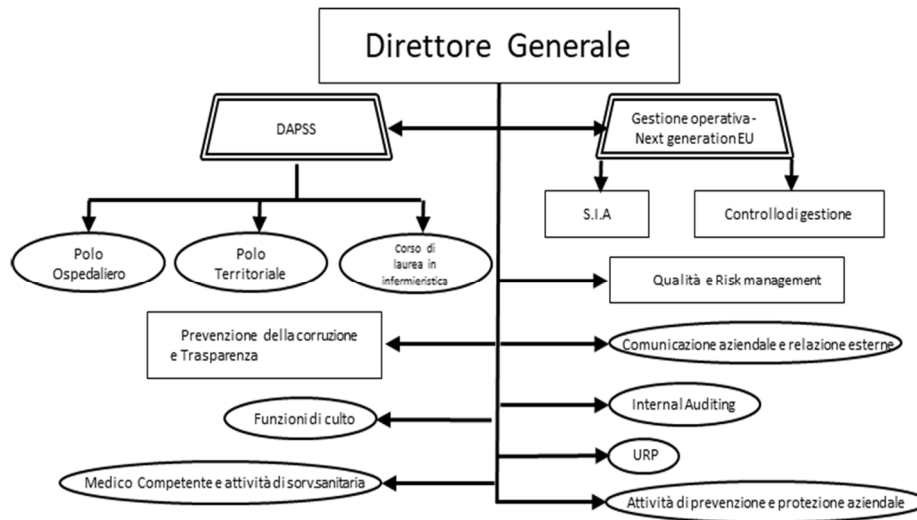 Direttore Generale
DAPSS
Gestione operativa -
Next generation EU
S.I.A
Controllo di gestione
Polo
Ospedaliero
Polo
Territoriale
Corso di
laurea in
infermieristica
Qualità e Risk management
Prevenzione della corruzione
e Trasparenza
Comunicazione aziendale e relazione esterne
Internal Auditing
Funzioni di culto
URP
Medico Competente e attività di sorv.sanitaria
Attività di prevenzione e protezione aziendale